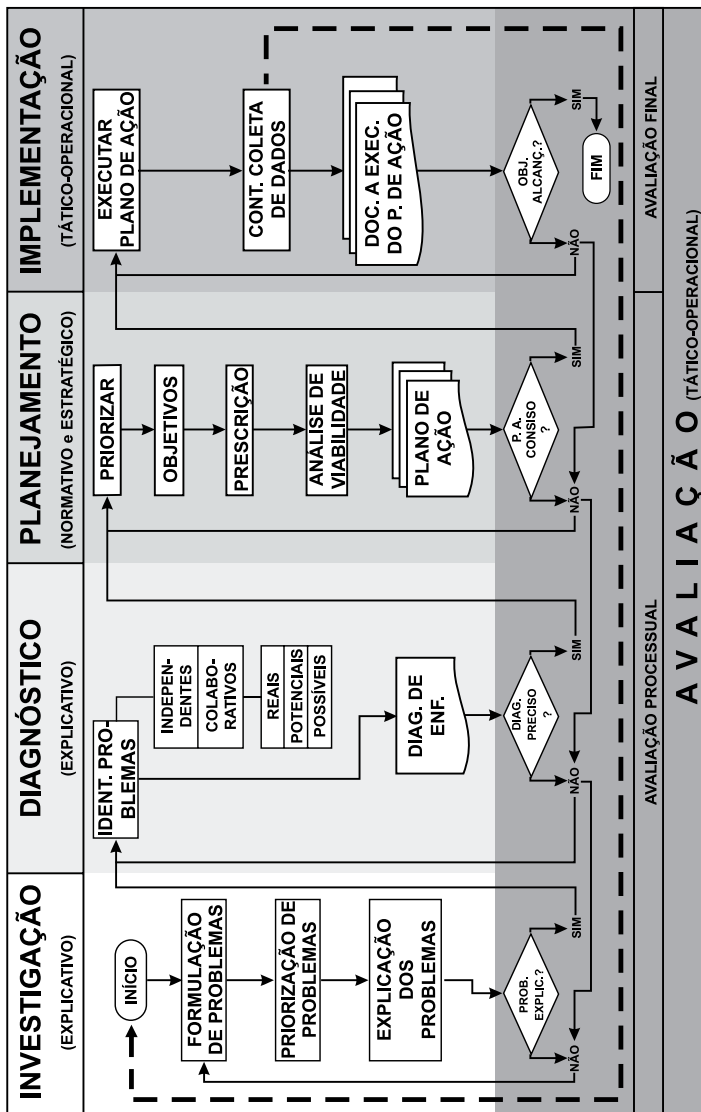 INVESTIGAÇÃO
(EXPLICATIVO)
INÍCIO
FORMULAÇÃO
DE PROBLEMAS
PRIORIZAÇÃO DE
PROBLEMAS
EXPLICAÇÃO
DOS
PROBLEMAS
PROB.
EXPLIC.?
NÃO
SIM
DIAGNÓSTICO
(EXPLICATIVO)
IDENT. PRO-
BLEMAS
INDEPEN-
DENTES
COLABO-
RATIVOS
REAIS
POTENCIAIS
POSSÍVEIS
DIAG. DE
ENF.
DIAG.
PRECISO
?
NÃO
SIM
PLANEJAMENTO
(NORMATIVO e ESTRATÉGICO)
PRIORIZAR
OBJETIVOS
PRESCRIÇÃO
ANÁLISE DE
VIABILIDADE
PLANO DE
AÇÃO
P. A.
CONSISO
?
NÃO
SIM
IMPLEMENTAÇÃO
(TÁTICO-OPERACIONAL)
EXECUTAR
PLANO DE AÇÃO
CONT. COLETA
DE DADOS
DOC. A EXEC.
DO P. DE AÇÃO
OBJ.
ALCANÇ.?
NÃO
SIM
FIM
AVALIAÇÃO PROCESSUAL
AVALIAÇÃO FINAL
AVALIAÇÃO (TÁTICO-OPERACIONAL)